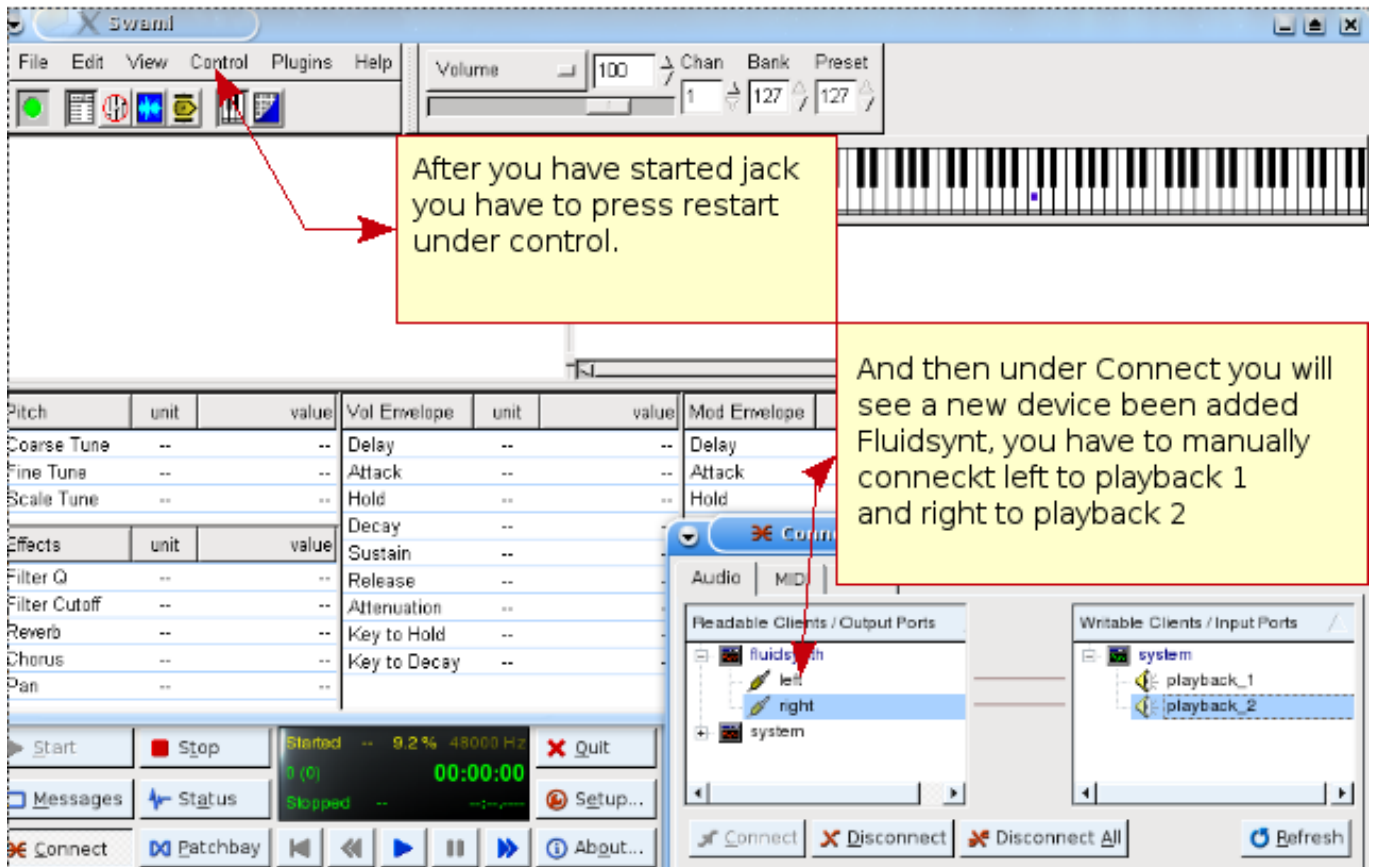 Swami
File Edit View Control Plugins Help
Volume 100 Chan Bank Preset
1 127 127
After you have started jack
you have to press restart
under control.
And then under Connect you will
see a new device been added
Fluidsynt, you have to manually
conneckt left to playback 1
and right to playback 2
Pitch unit value
Coarse Tune -- --
Fine Tune -- --
Scale Tune -- --
Effects unit value
Filter Q -- --
Filter Cutoff -- --
Reverb -- --
Chorus -- --
Pan -- --
Vol Envelope unit value
Delay -- --
Attack -- --
Hold -- --
Decay -- --
Sustain --
Release --
Attenuation --
Key to Hold --
Key to Decay --
Mod Envelope
Delay
Attack
Hold
Audio MIDI
Readable Clients / Output Ports
fluidsynth
left
right
system
Writable Clients / Input Ports
system
playback_1
playback_2
Connect Disconnect Disconnect All Refresh
Start Stop
Started -- 9.2 % 48000 Hz
0 (0) 00:00:00
Stopped -- --:--.----
Quit
Messages Status Setup...
Connect Patchbay About...